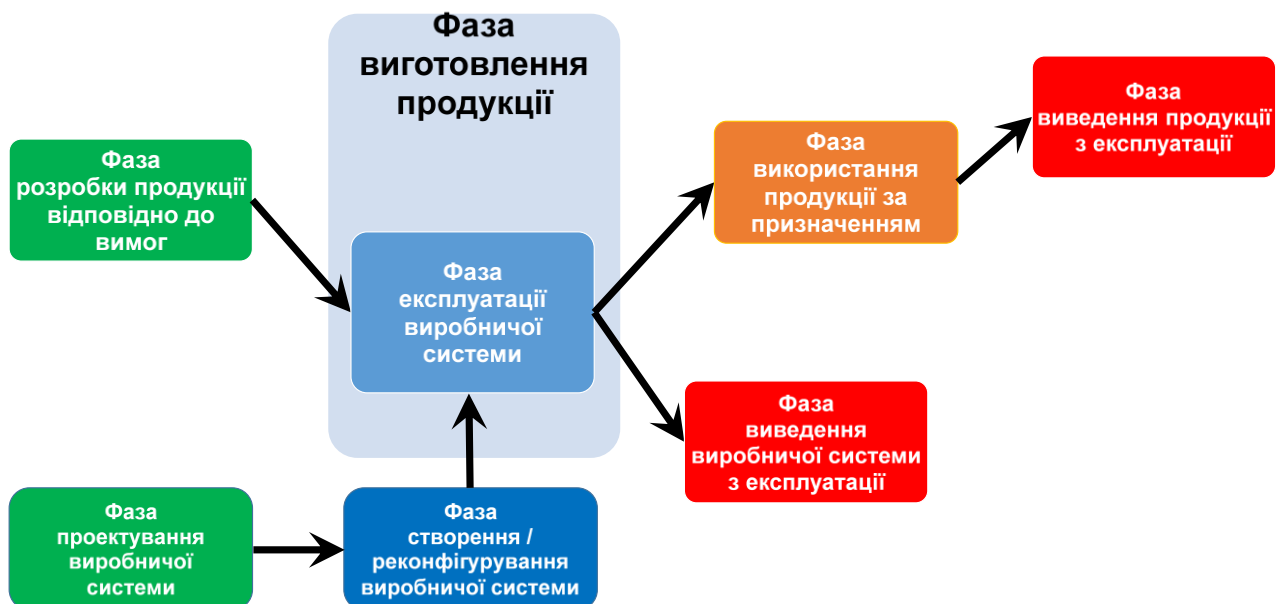 Фаза
виготовлення
продукції
Фаза
розробки продукції
відповідно до
вимог
Фаза
експлуатації
виробничої
системи
Фаза
використання
продукції за
призначенням
Фаза
виведення продукції
з експлуатації
Фаза
виведення
виробничої системи
з експлуатації
Фаза
проектування
виробничої
системи
Фаза
створення /
реконфігурування
виробничої системи